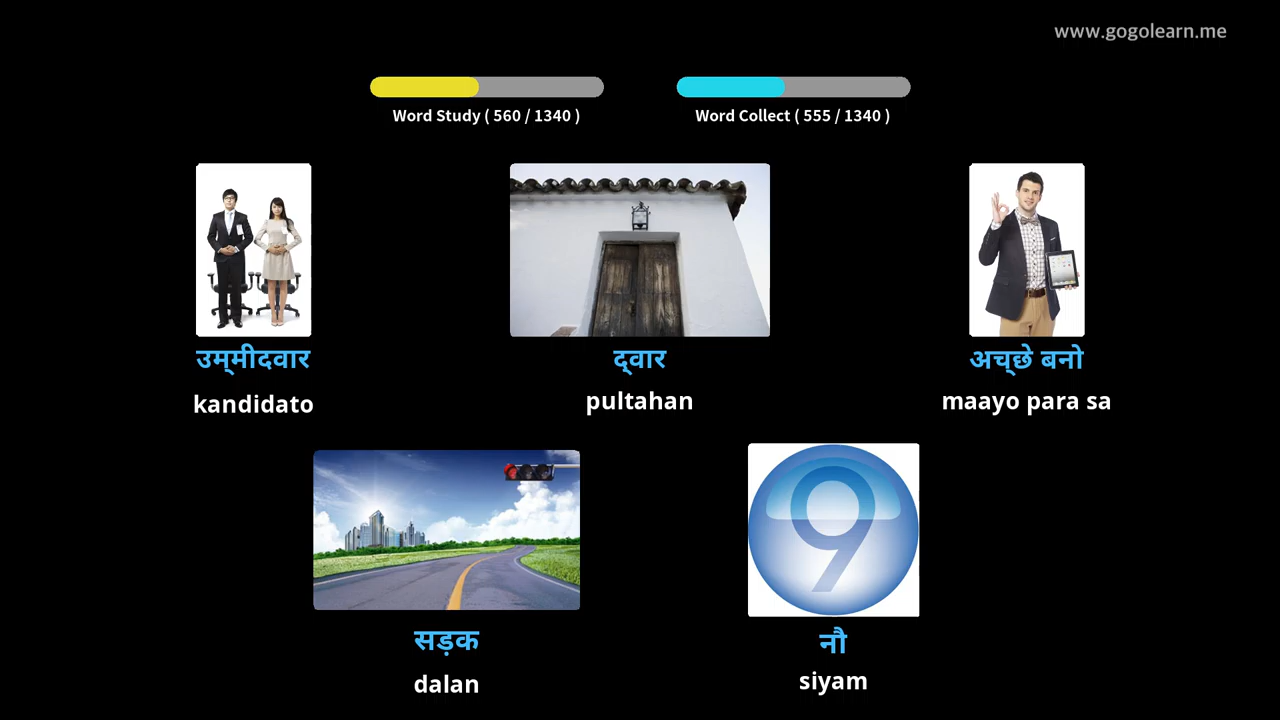 www.gogolearn.me
Word Study ( 560 / 1340 )
Word Collect ( 555 / 1340 )
उम्मीदवार
kandidato
द्वार
pultahan
अच्छे बनो
maayo para sa
सड़क
dalan
9
नौ
siyam